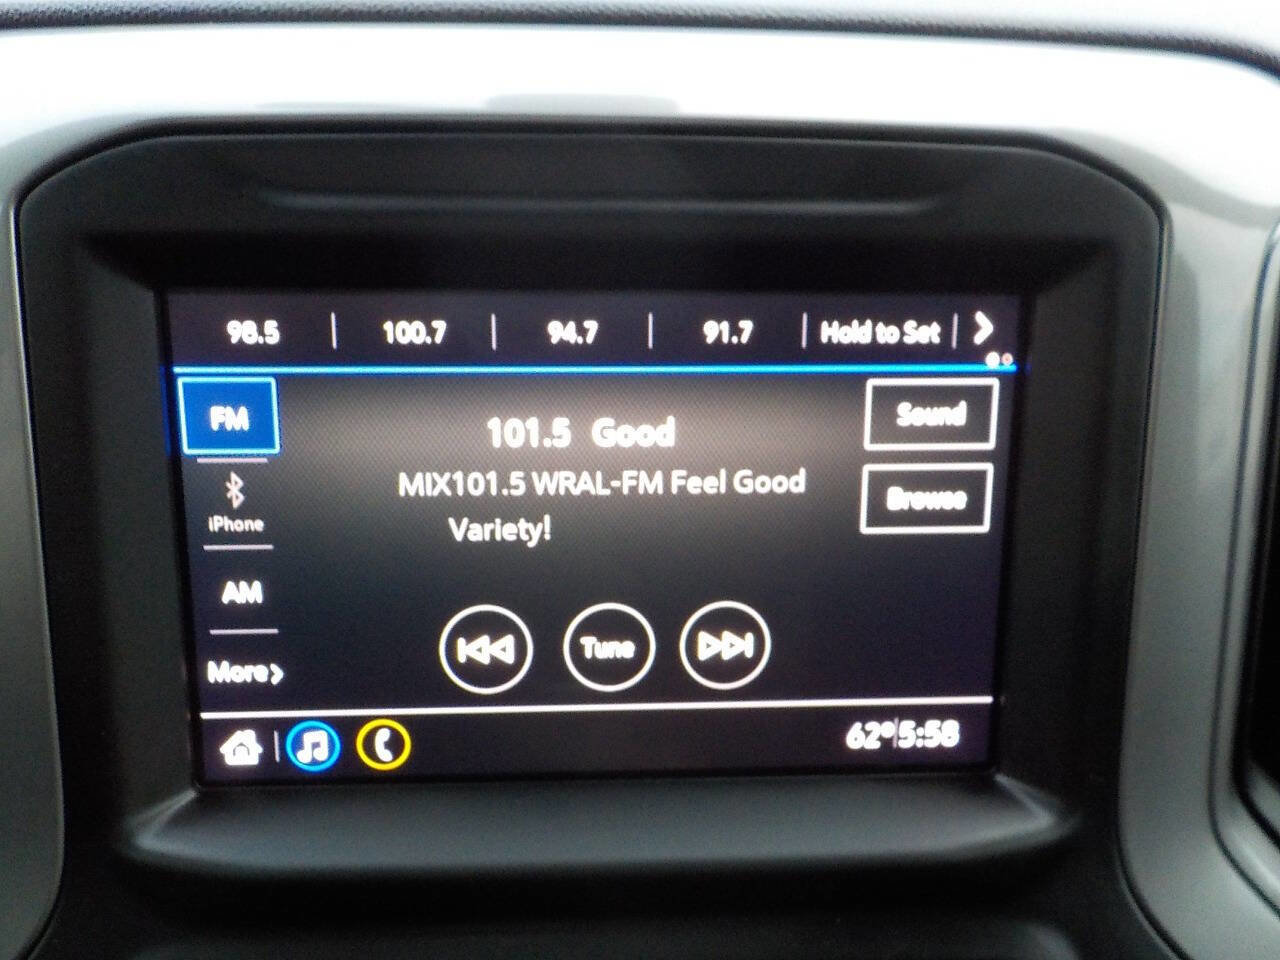 98.5 100.7 94.7 91.7 Hold to Set
FM
Sound
101.5 Good
MIX101.5 WRAL-FM Feel Good
Variety!
Browse
iPhone
AM
Tune
More
62° 5:58